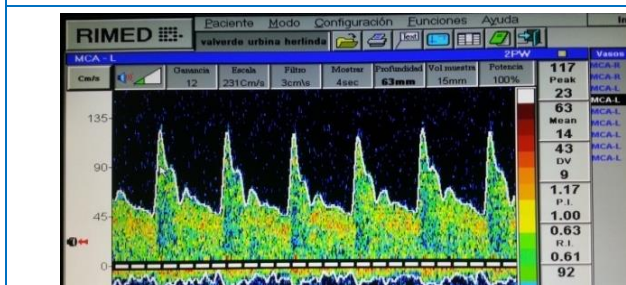 RIMED
Paciente Modo Configuración Funciones Ayuda
valverde urbina herlinda
Text
MCA - L
2PW
Vasos
Cm/s
Ganancia
12
Escala
231Cm/s
Filtro
3cm/s
Mostrar
4sec
Profundidad
63mm
Vol muestra
15mm
Potencia
100%
135-
90-
45-
0-
117
Peak
23
63
Mean
14
43
DV
9
1.17
P.I.
1.00
0.63
R.I.
0.61
92
MCA-R
MCA-R
MCA-L
MCA-L
MCA-L
MCA-L
MCA-L
MCA-L